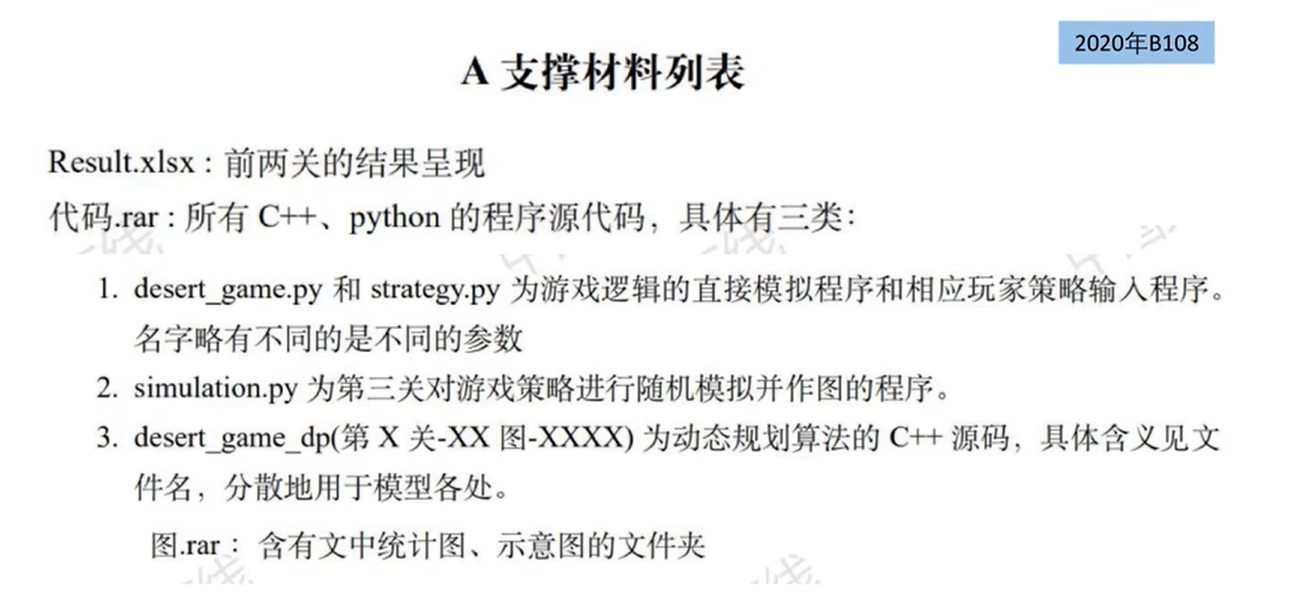 2020年B108
A 支撑材料列表
Result.xlsx : 前两关的结果呈现
代码.rar : 所有 C++、python 的程序源代码，具体有三类：
1. desert_game.py 和 strategy.py 为游戏逻辑的直接模拟程序和相应玩家策略输入程序。
名字略有不同的是不同的参数
2. simulation.py 为第三关对游戏策略进行随机模拟并作图的程序。
3. desert_game_dp(第 X 关-XX 图-XXXX) 为动态规划算法的 C++ 源码，具体含义见文
件名，分散地用于模型各处。
图.rar： 含有文中统计图、示意图的文件夹